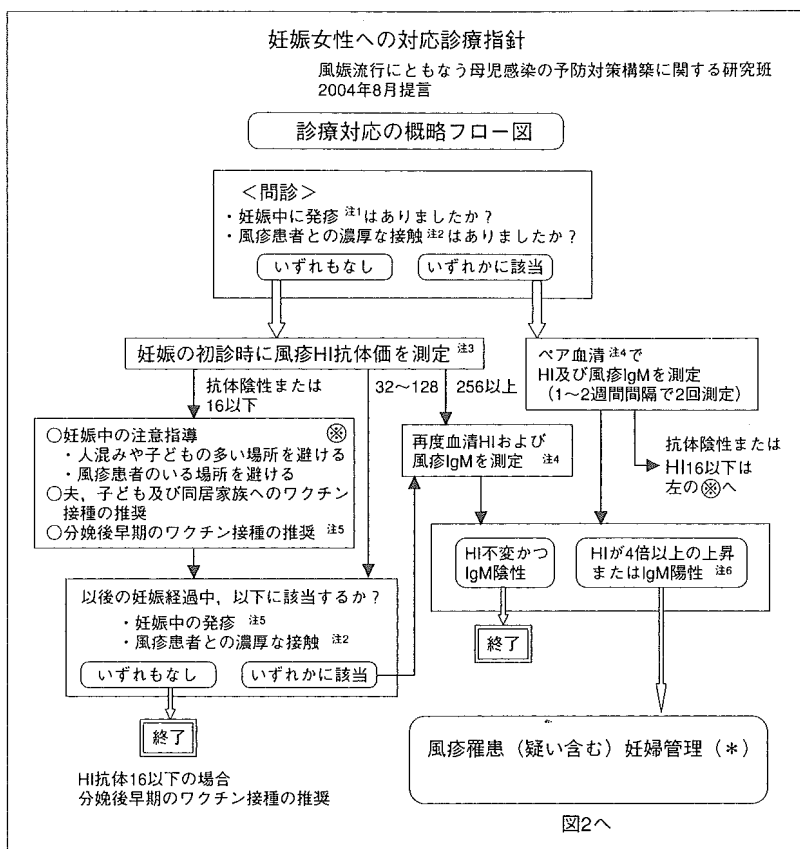 妊娠女性への対応診療指針
風娠流行にともなう母児感染の予防対策構築に関する研究班
2004年8月提言
診療対応の概略フロー図
＜問診＞
・妊娠中に発疹 注1 はありましたか？
・風疹患者との濃厚な接触 注2 はありましたか？
いずれもなし
いずれかに該当
妊娠の初診時に風疹HI抗体価を測定 注3
ペア血清 注4 で
HI及び風疹IgMを測定
（1～2週間間隔で2回測定）
抗体陰性または
16以下
32～128
256以上
○妊娠中の注意指導 ※
・人混みや子どもの多い場所を避ける
・風疹患者のいる場所を避ける
○夫，子ども及び同居家族へのワクチン
接種の推奨
○分娩後早期のワクチン接種の推奨 注5
再度血清HIおよび
風疹IgMを測定 注4
抗体陰性または
HI16以下は
左の※へ
HI不変かつ
IgM陰性
HIが4倍以上の上昇
またはIgM陽性 注6
以後の妊娠経過中，以下に該当するか？
・妊娠中の発疹 注5
・風疹患者との濃厚な接触 注2
いずれもなし
いずれかに該当
終了
終了
風疹罹患（疑い含む）妊婦管理（＊）
HI抗体16以下の場合
分娩後早期のワクチン接種の推奨
図2へ